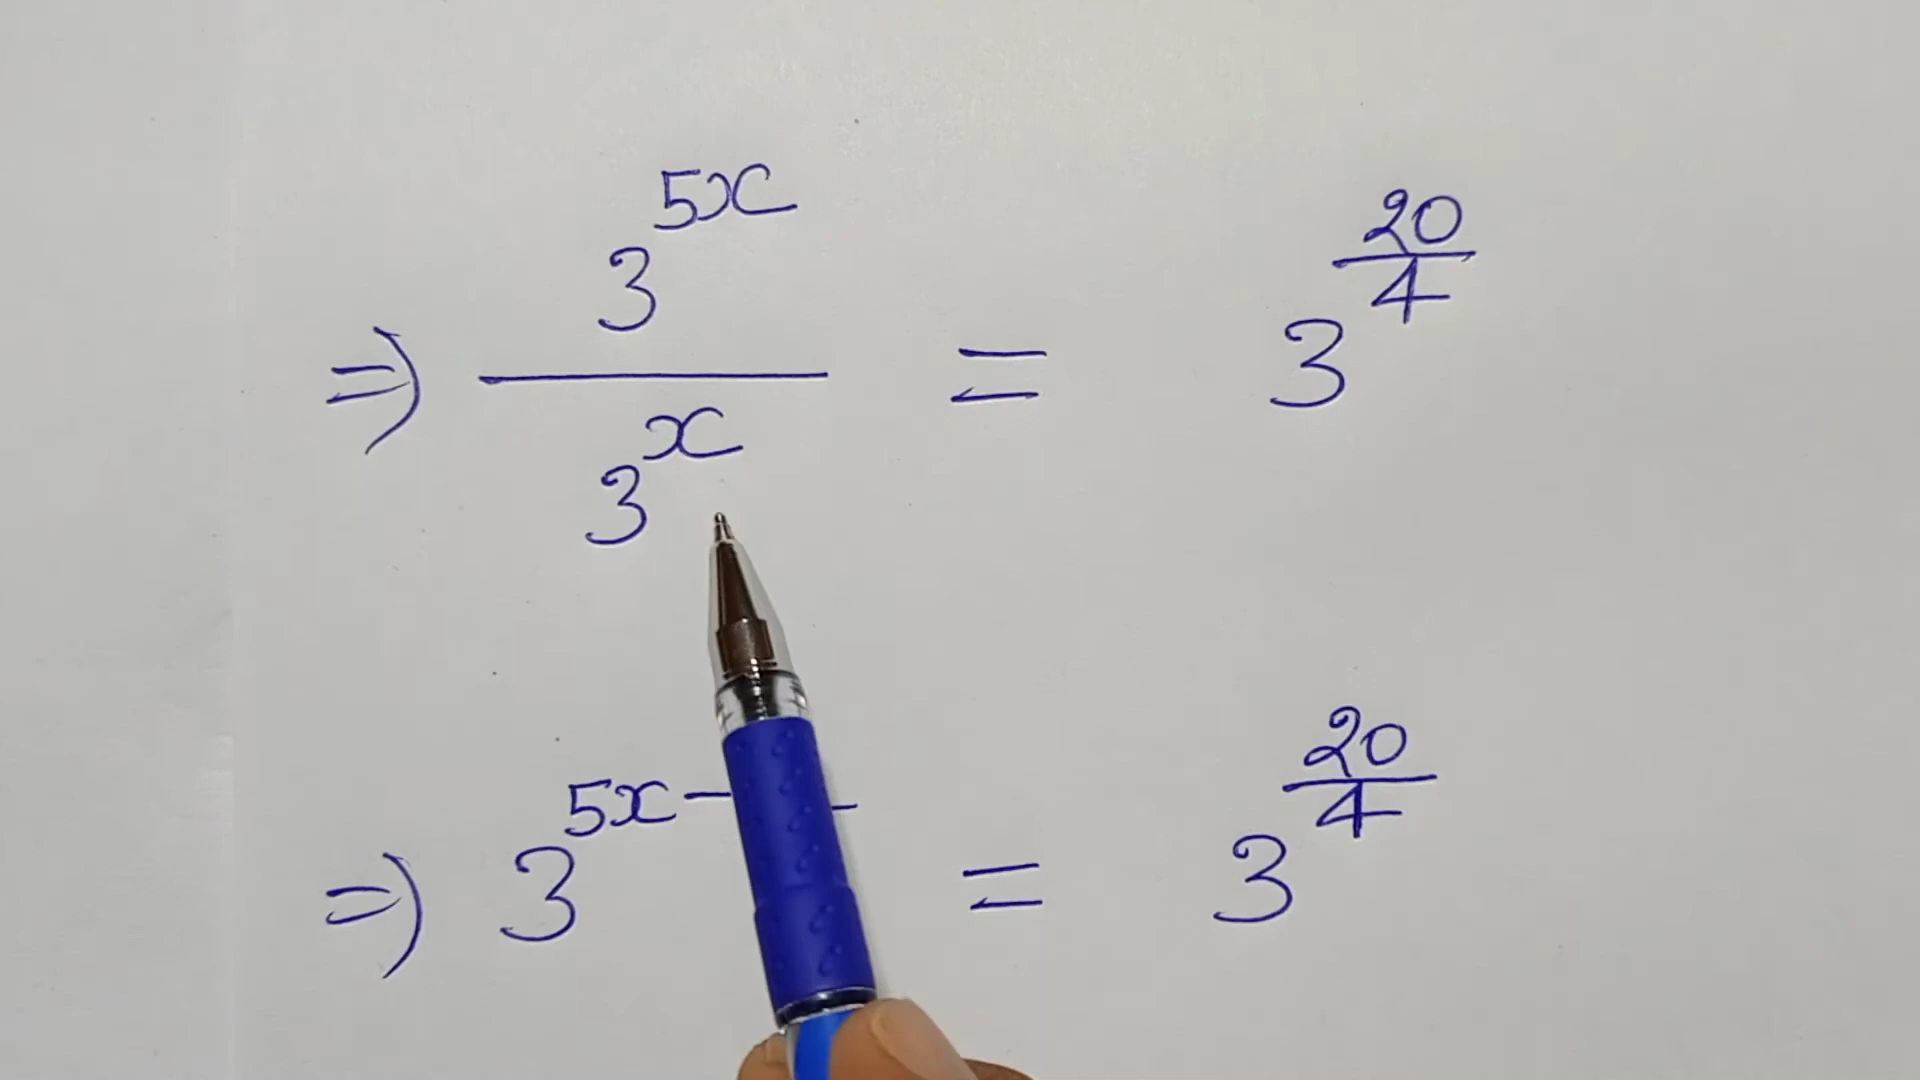 ⇒ 3^{5x} / 3^{x} = 3^{20/4}
⇒ 3^{5x-} = 3^{20/4}